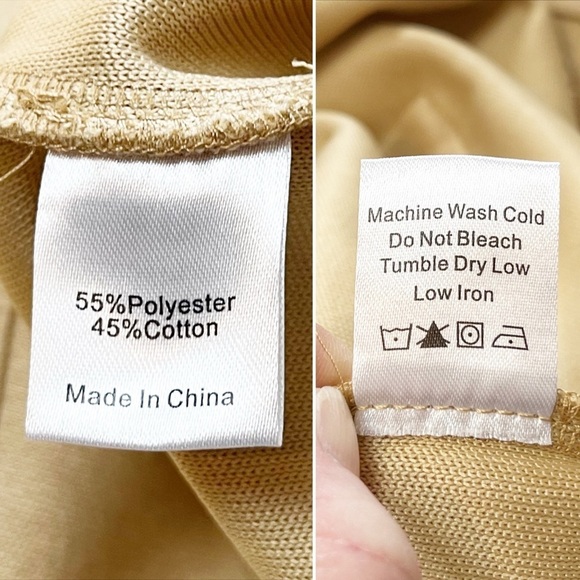 55%Polyester
45%Cotton
Made In China
Machine Wash Cold
Do Not Bleach
Tumble Dry Low
Low Iron